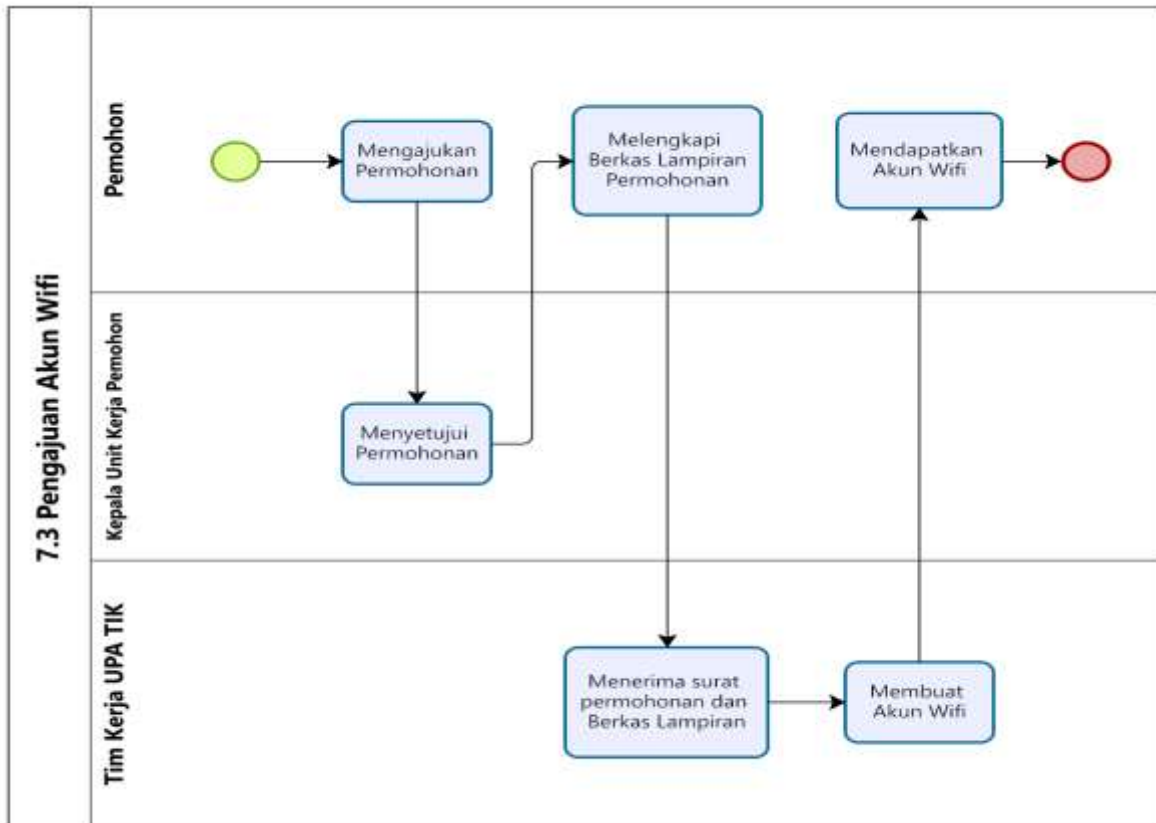 7.3 Pengajuan Akun Wifi
Pemohon
Mengajukan
Permohonan
Melengkapi
Berkas Lampiran
Permohonan
Mendapatkan
Akun Wifi
Kepala Unit Kerja Pemohon
Menyetujui
Permohonan
Tim Kerja UPA TIK
Menerima surat
permohonan dan
Berkas Lampiran
Membuat
Akun Wifi